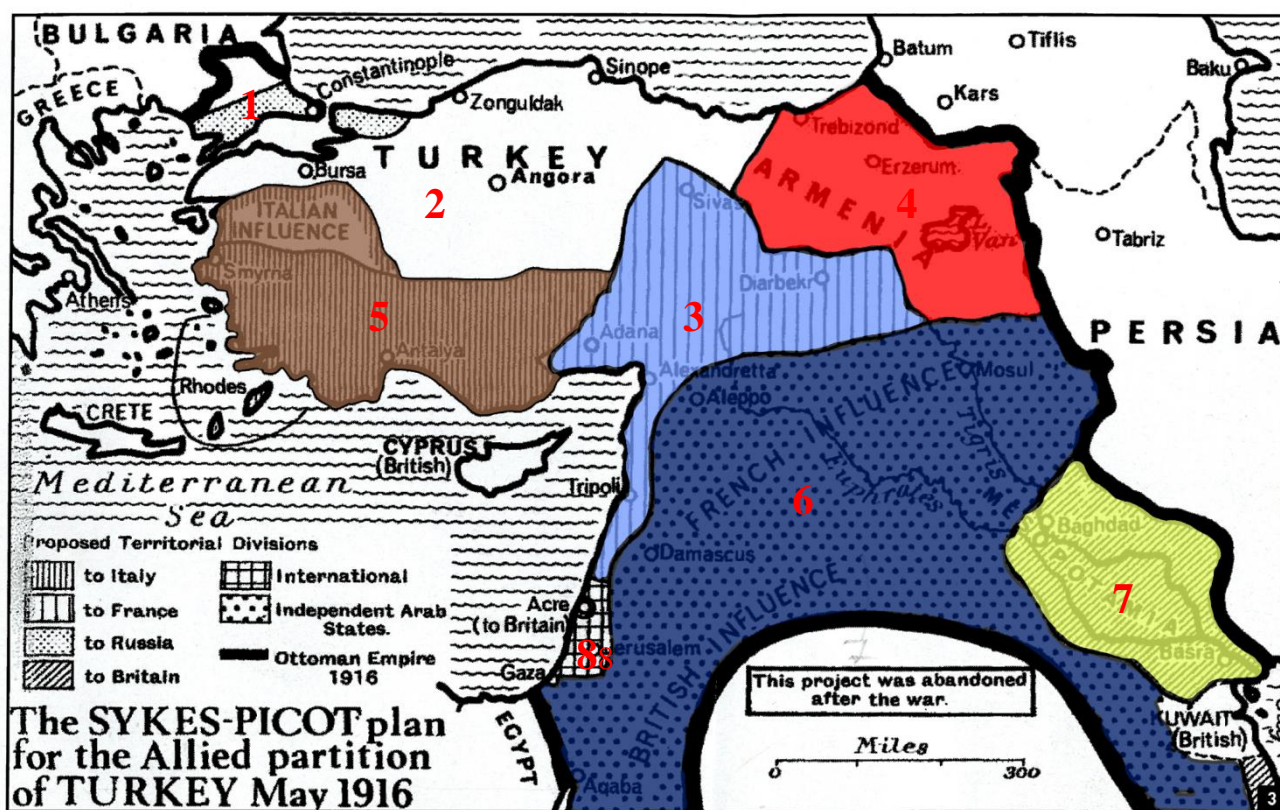 BULGARIA
GREECE
Constantinople
Sinope
Zonguldak
Batum
Tiflis
Baku
Kars
1
Trebizond
TURKEY
Bursa
Angora
2
Erzerum
ARMENIA
4
Sivas
L. Van
Tabriz
ITALIAN
INFLUENCE
Smyrna
Athens
5
3
Diarbekr
Adana
Antalya
PERSIA
Alexandretta
Mosul
Aleppo
Rhodes
CRETE
CYPRUS
(British)
FRENCH INFLUENCE
Tigris
Euphrates
6
Tripoli
Mediterranean
Sea
Baghdad
Damascus
BRITISH INFLUENCE
MESOPOTAMIA
7
Basra
Proposed Territorial Divisions
to Italy
International
to France
Independent Arab
States.
to Russia
Ottoman Empire
1916
to Britain
Acre
(to Britain)
8
8
Jerusalem
Gaza
EGYPT
Aqaba
KUWAIT
(British)
This project was abandoned
after the war.
Miles
0 300
The SYKES-PICOT plan
for the Allied partition
of TURKEY May 1916